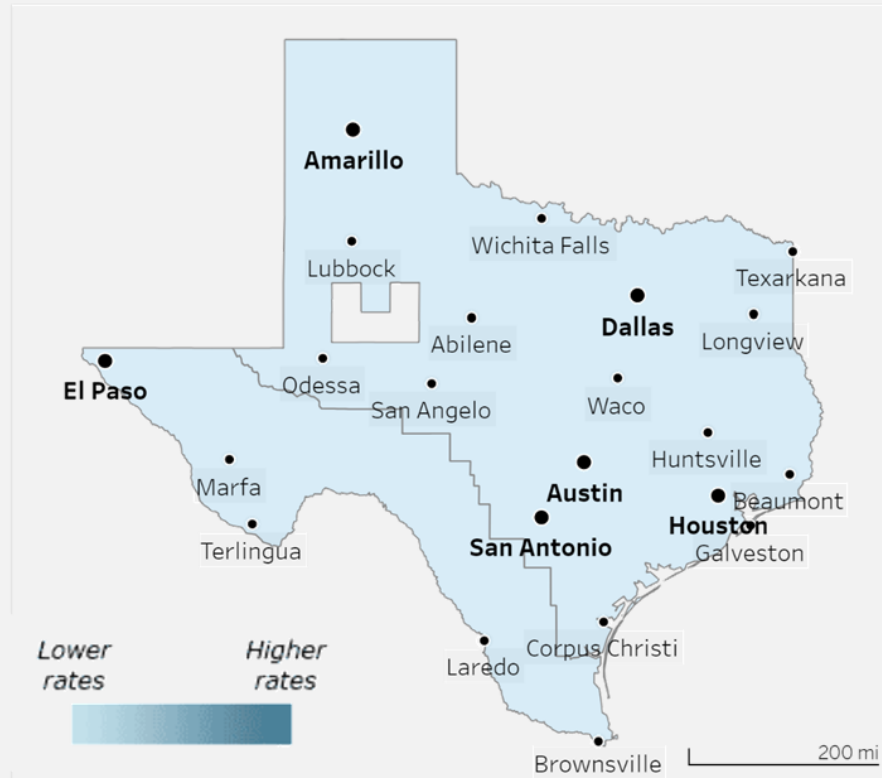 Amarillo
Wichita Falls
Lubbock
Texarkana
Dallas
Longview
Abilene
El Paso
Odessa
San Angelo
Waco
Huntsville
Marfa
Austin
Beaumont
Houston
San Antonio
Terlingua
Galveston
Corpus Christi
Laredo
Lower
rates
Higher
rates
Brownsville
200 mi